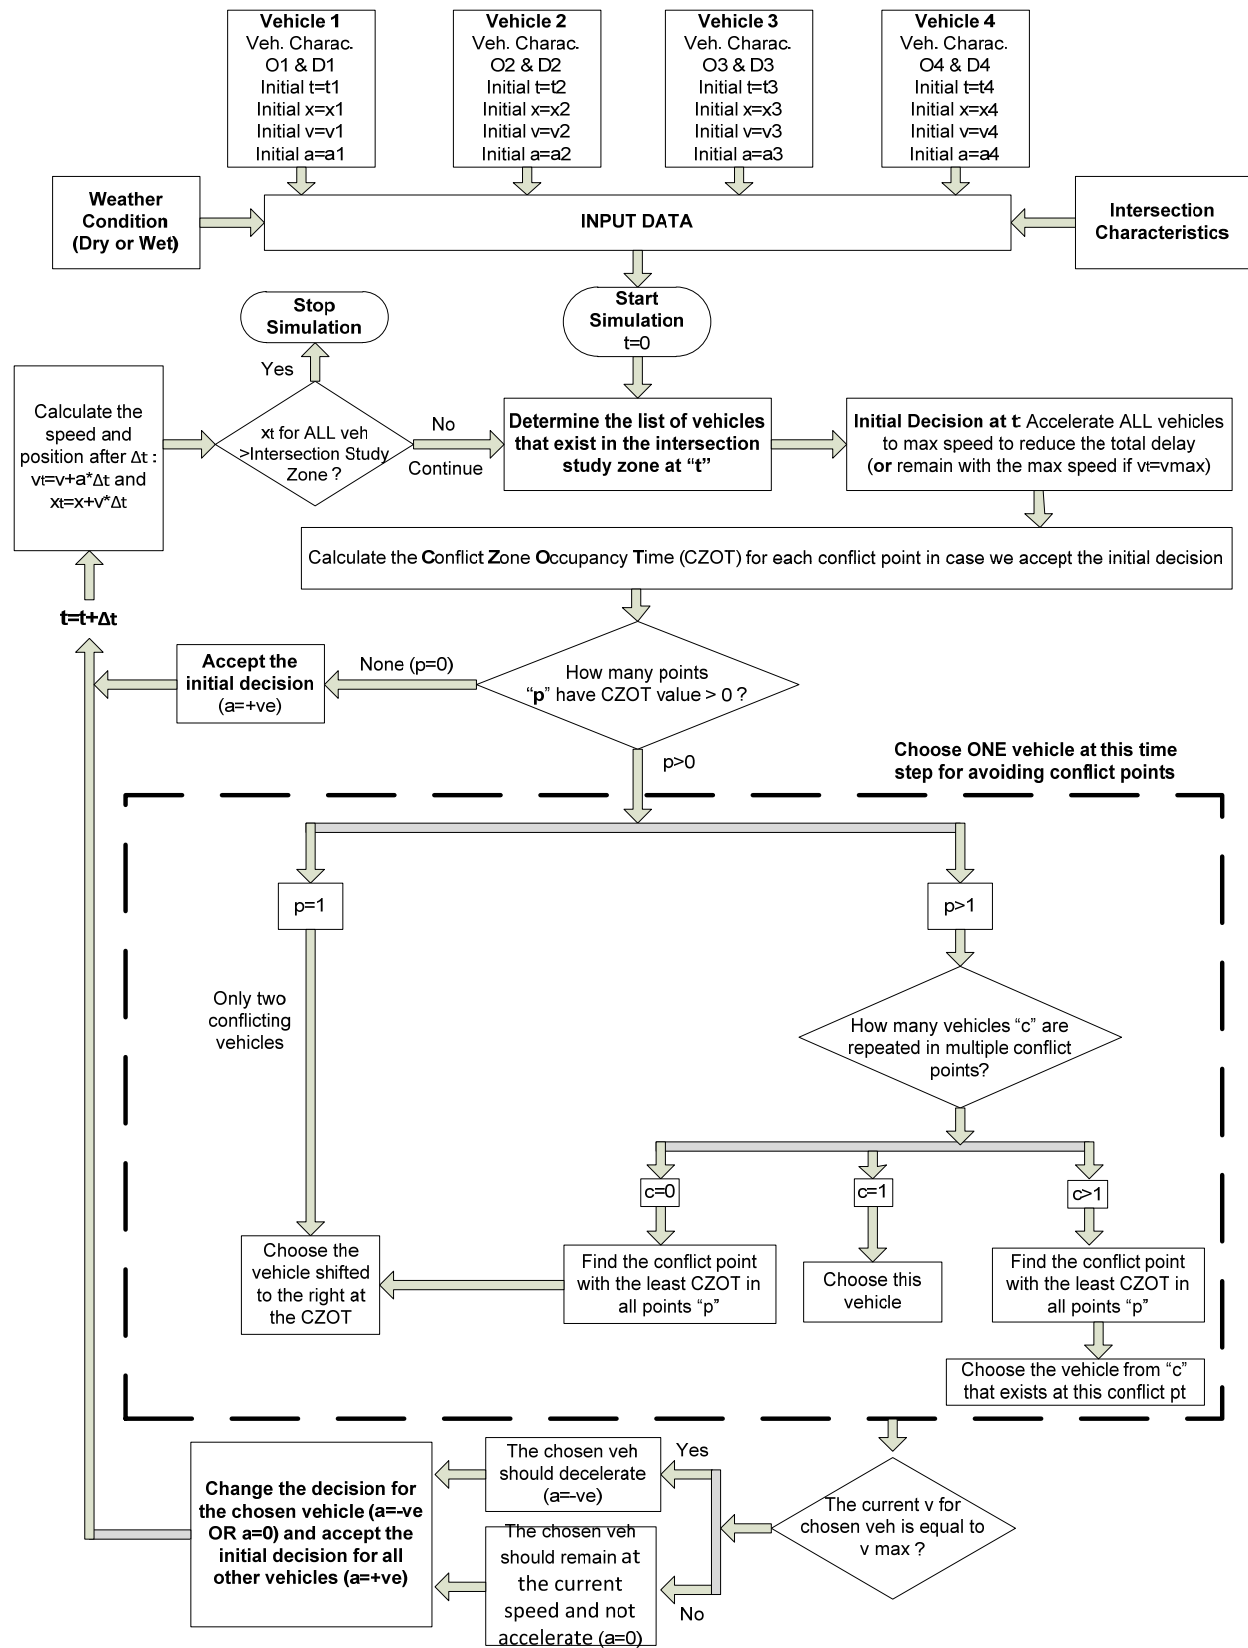 Vehicle 1
Veh. Charac.
O1 & D1
Initial t=t1
Initial x=x1
Initial v=v1
Initial a=a1
Vehicle 2
Veh. Charac.
O2 & D2
Initial t=t2
Initial x=x2
Initial v=v2
Initial a=a2
Vehicle 3
Veh. Charac.
O3 & D3
Initial t=t3
Initial x=x3
Initial v=v3
Initial a=a3
Vehicle 4
Veh. Charac.
O4 & D4
Initial t=t4
Initial x=x4
Initial v=v4
Initial a=a4
Weather
Condition
(Dry or Wet)
INPUT DATA
Intersection
Characteristics
Stop
Simulation
Start
Simulation
t=0
Yes
Calculate the
speed and
position after Δt :
vt=v+a*Δt and
xt=x+v*Δt
xt for ALL veh
>Intersection Study
Zone ?
No
Continue
Determine the list of vehicles
that exist in the intersection
study zone at “t”
Initial Decision at t: Accelerate ALL vehicles
to max speed to reduce the total delay
(or remain with the max speed if vt=vmax)
Calculate the Conflict Zone Occupancy Time (CZOT) for each conflict point in case we accept the initial decision
t=t+Δt
Accept the
initial decision
(a=+ve)
None (p=0)
How many points
“p” have CZOT value > 0 ?
p>0
Choose ONE vehicle at this time
step for avoiding conflict points
p=1
p>1
Only two
conflicting
vehicles
How many vehicles “c” are
repeated in multiple conflict
points?
c=0
c=1
c>1
Choose the
vehicle shifted
to the right at
the CZOT
Find the conflict point
with the least CZOT in
all points “p”
Choose this
vehicle
Find the conflict point
with the least CZOT in
all points “p”
Choose the vehicle from “c”
that exists at this conflict pt
Change the decision for
the chosen vehicle (a=-ve
OR a=0) and accept the
initial decision for all
other vehicles (a=+ve)
The chosen veh
should decelerate
(a=-ve)
Yes
The chosen veh
should remain at
the current
speed and not
accelerate (a=0)
No
The current v for
chosen veh is equal to
v max ?